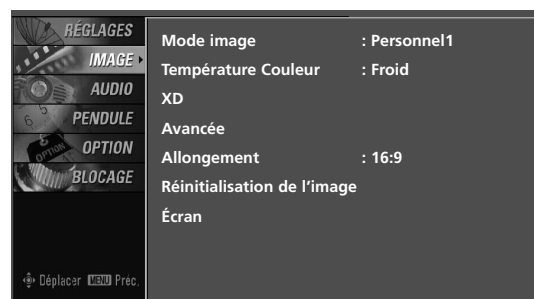 RÉGLAGES
IMAGE
AUDIO
PENDULE
OPTION
BLOCAGE
Déplacer MENU Préc.
Mode image : Personnel1
Température Couleur : Froid
XD
Avancée
Allongement : 16:9
Réinitialisation de l'image
Écran